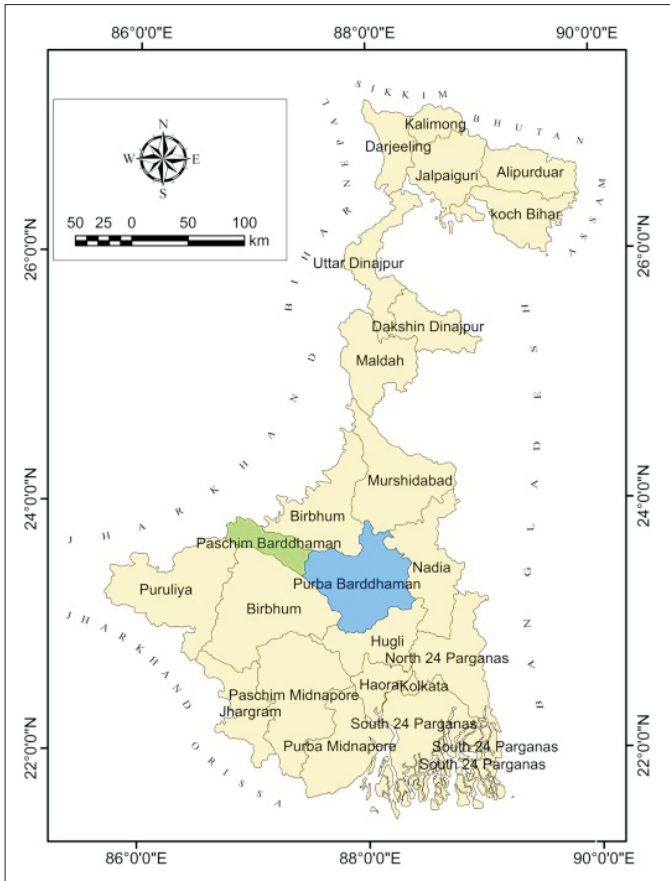 86°0'0"E 88°0'0"E 90°0'0"E
SIKKIM
BHUTAN
NEPAL
ASSAM
BIHAR
N
W E
S
50 25 0 50 100
km
Kalimong
Darjeeling
Jalpaiguri
Alipurduar
koch Bihar
26°0'0"N 26°0'0"N
Uttar Dinajpur
Dakshin Dinajpur
Maldah
BANGLADESH
JHARKHAND
Murshidabad
24°0'0"N 24°0'0"N
Birbhum
Paschim Barddhaman
Nadia
Puruliya
Purba Barddhaman
Birbhum
Hugli
North 24 Parganas
JHARKHAND
Haora
Kolkata
Paschim Midnapore
Jhargram
South 24 Parganas
Purba Midnapore
South 24 Parganas
South 24 Parganas
22°0'0"N 22°0'0"N
ORISSA
86°0'0"E 88°0'0"E 90°0'0"E